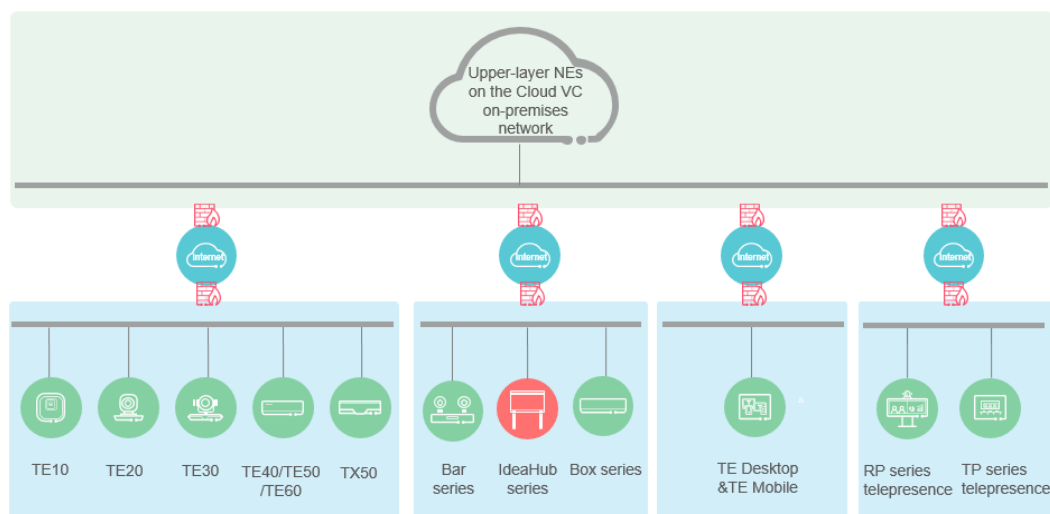 Upper-layer NEs
on the Cloud VC
on-premises
network
Internet
Internet
Internet
Internet
TE10
TE20
TE30
TE40/TE50
/TE60
TX50
Bar
series
IdeaHub
series
Box series
TE Desktop
&TE Mobile
RP series
telepresence
TP series
telepresence